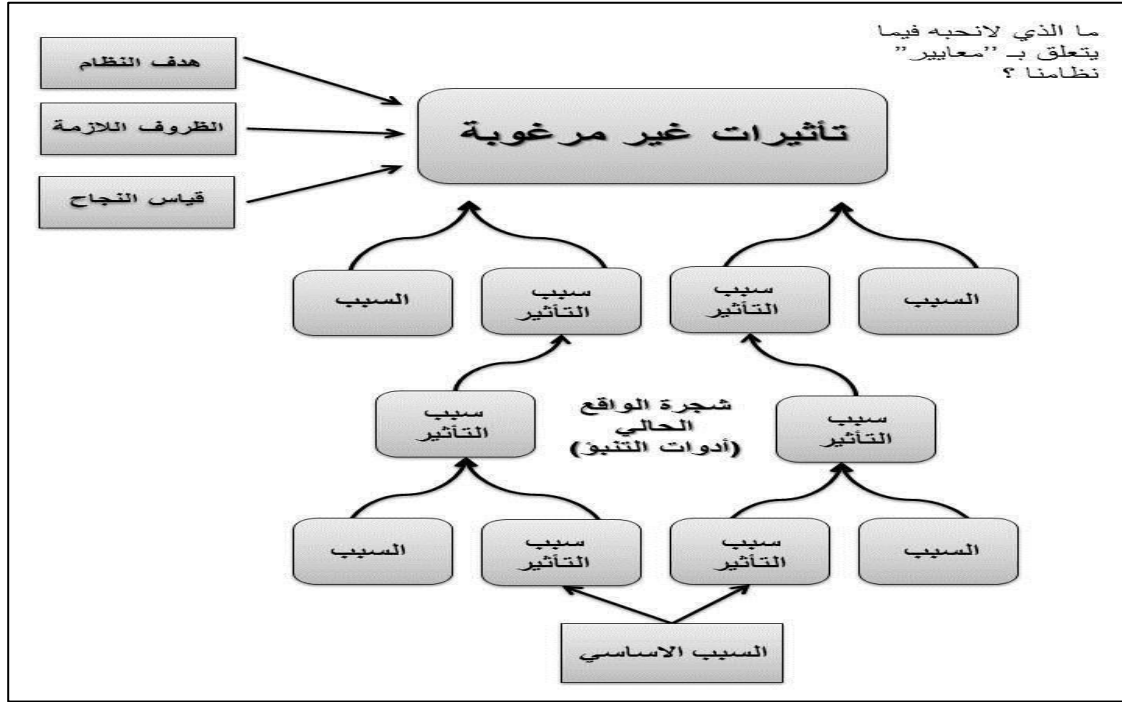 ما الذي لانحبه فيما
يتعلق بـ "معايير"
نظامنا ؟
هدف النظام
الظروف اللازمة
قياس النجاح
تأثيرات غير مرغوبة
السبب
سبب
التأثير
سبب
التأثير
السبب
سبب
التأثير
شجرة الواقع
الحالي
(أدوات التنبؤ)
سبب
التأثير
السبب
سبب
التأثير
سبب
التأثير
السبب
السبب الاساسي